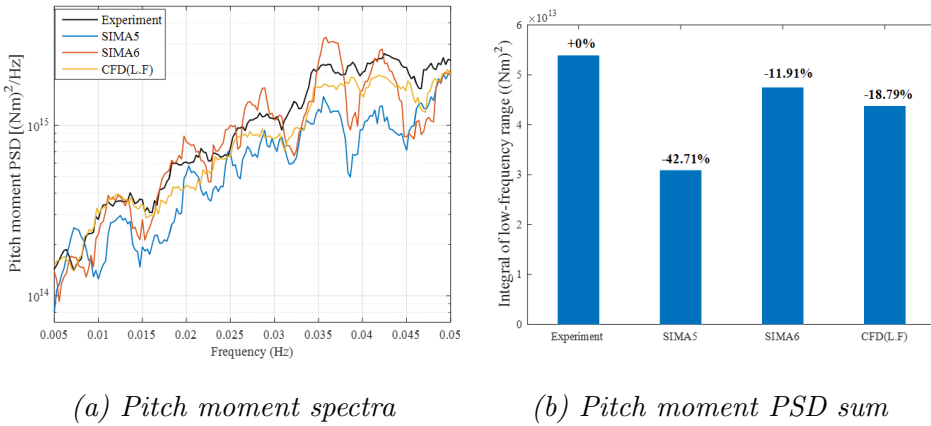 Experiment
SIMA5
SIMA6
CFD(L.F)
Pitch moment PSD [(Nm)²/Hz]
10¹⁵
10¹⁴
0.005 0.01 0.015 0.02 0.025 0.03 0.035 0.04 0.045 0.05
Frequency (Hz)
(a) Pitch moment spectra
×10¹³
Integral of low-frequency range ((Nm)²)
6
5
4
3
2
1
0
+0%
-42.71%
-11.91%
-18.79%
Experiment SIMA5 SIMA6 CFD(L.F)
(b) Pitch moment PSD sum